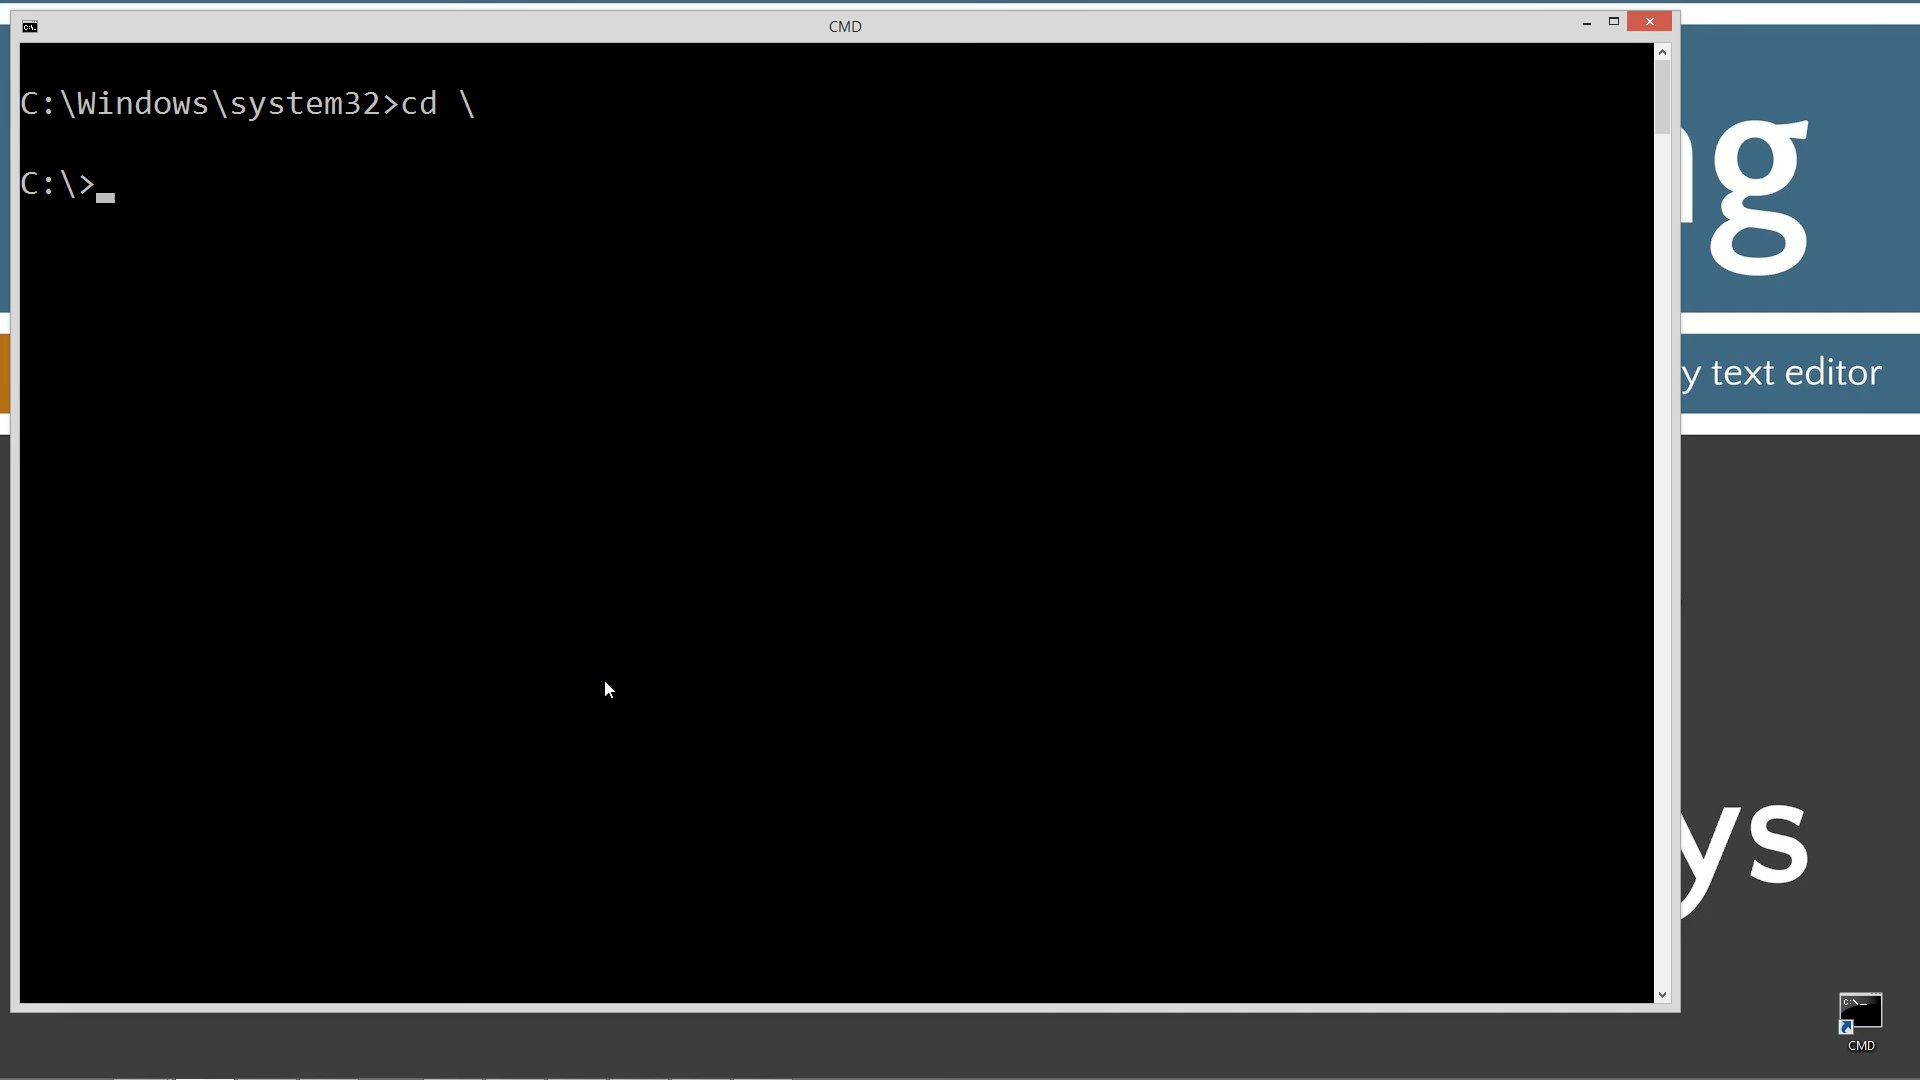 CMD
C:\Windows\system32>cd \
C:\>
g
y text editor
ys
CMD